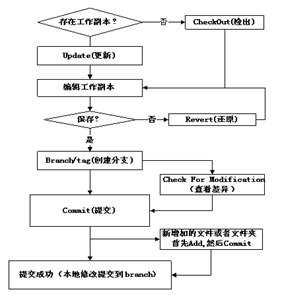 存在工作副本?
否
CheckOut(检出)
Update(更新)
编辑工作副本
保存?
否
Revert(还原)
是
Branch/tag(创建分支)
Check For Modification
(查看差异)
Commit(提交)
新增加的文件或者文件夹
首先Add,然后Commit
提交成功 (本地修改提交到branch)